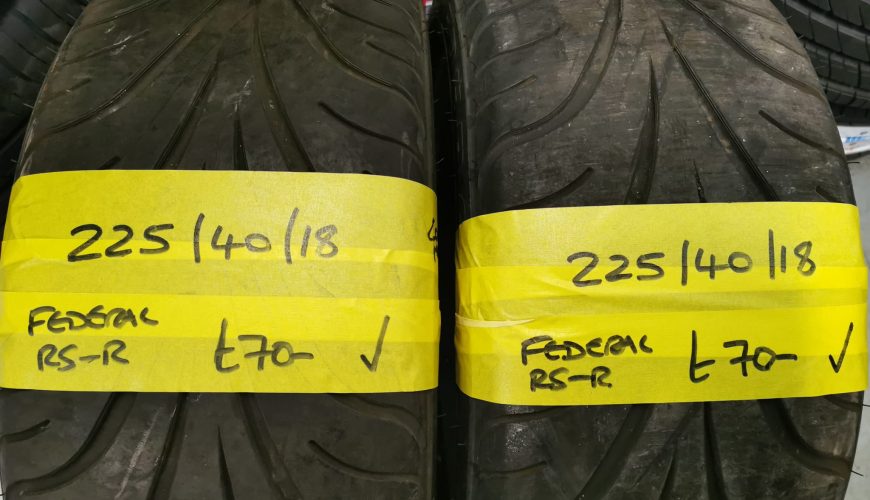 225/40/18
FEDERAL
RS-R
£70-
✓
225/40/18
FEDERAL
RS-R
£70-
✓